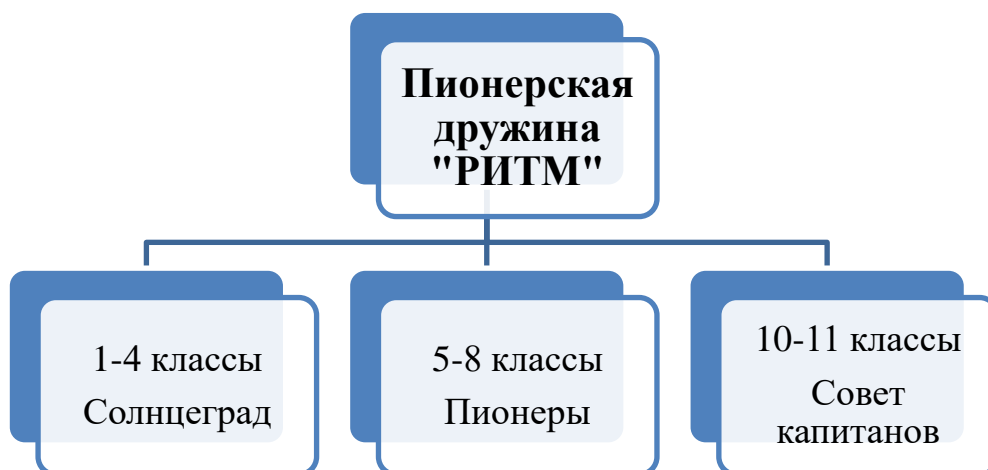 Пионерская
дружина
"РИТМ"
1-4 классы
Солнцеград
5-8 классы
Пионеры
10-11 классы
Совет
капитанов